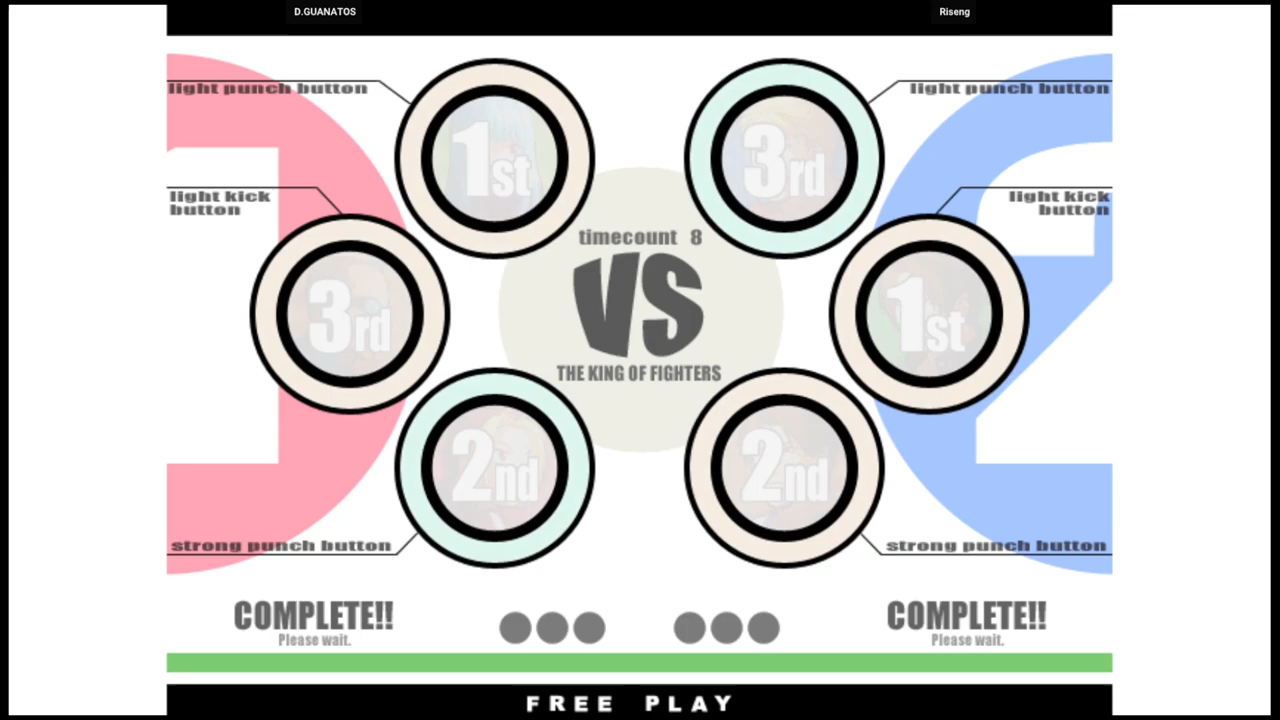 D.GUANATOS
Riseng
light punch button
light punch button
1st
3rd
light kick
button
light kick
button
timecount 8
VS
THE KING OF FIGHTERS
3rd
1st
2nd
2nd
strong punch button
strong punch button
COMPLETE!!
Please wait.
COMPLETE!!
Please wait.
FREE PLAY
1
2